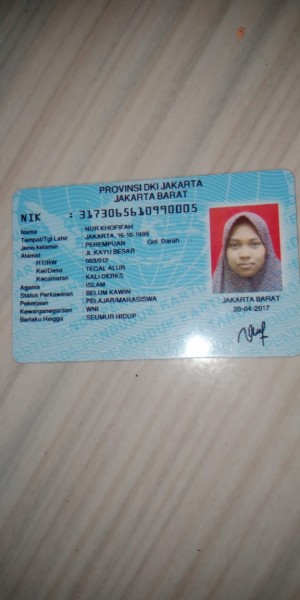 PROVINSI DKI JAKARTA
JAKARTA BARAT
NIK : 3173065610990005
Nama : NUR KHOFIFAH
Tempat/Tgl Lahir : JAKARTA, 16-10-1999
Jenis kelamin : PEREMPUAN Gol. Darah
Alamat : JL KAYU BESAR
RT/RW : 003/012
Kel/Desa : TEGAL ALUR
Kecamatan : KALI DERES
Agama : ISLAM
Status Perkawinan : BELUM KAWIN
Pekerjaan : PELAJAR/MAHASISWA
Kewarganegaraan : WNI
Berlaku Hingga : SEUMUR HIDUP
JAKARTA BARAT
20-04-2017